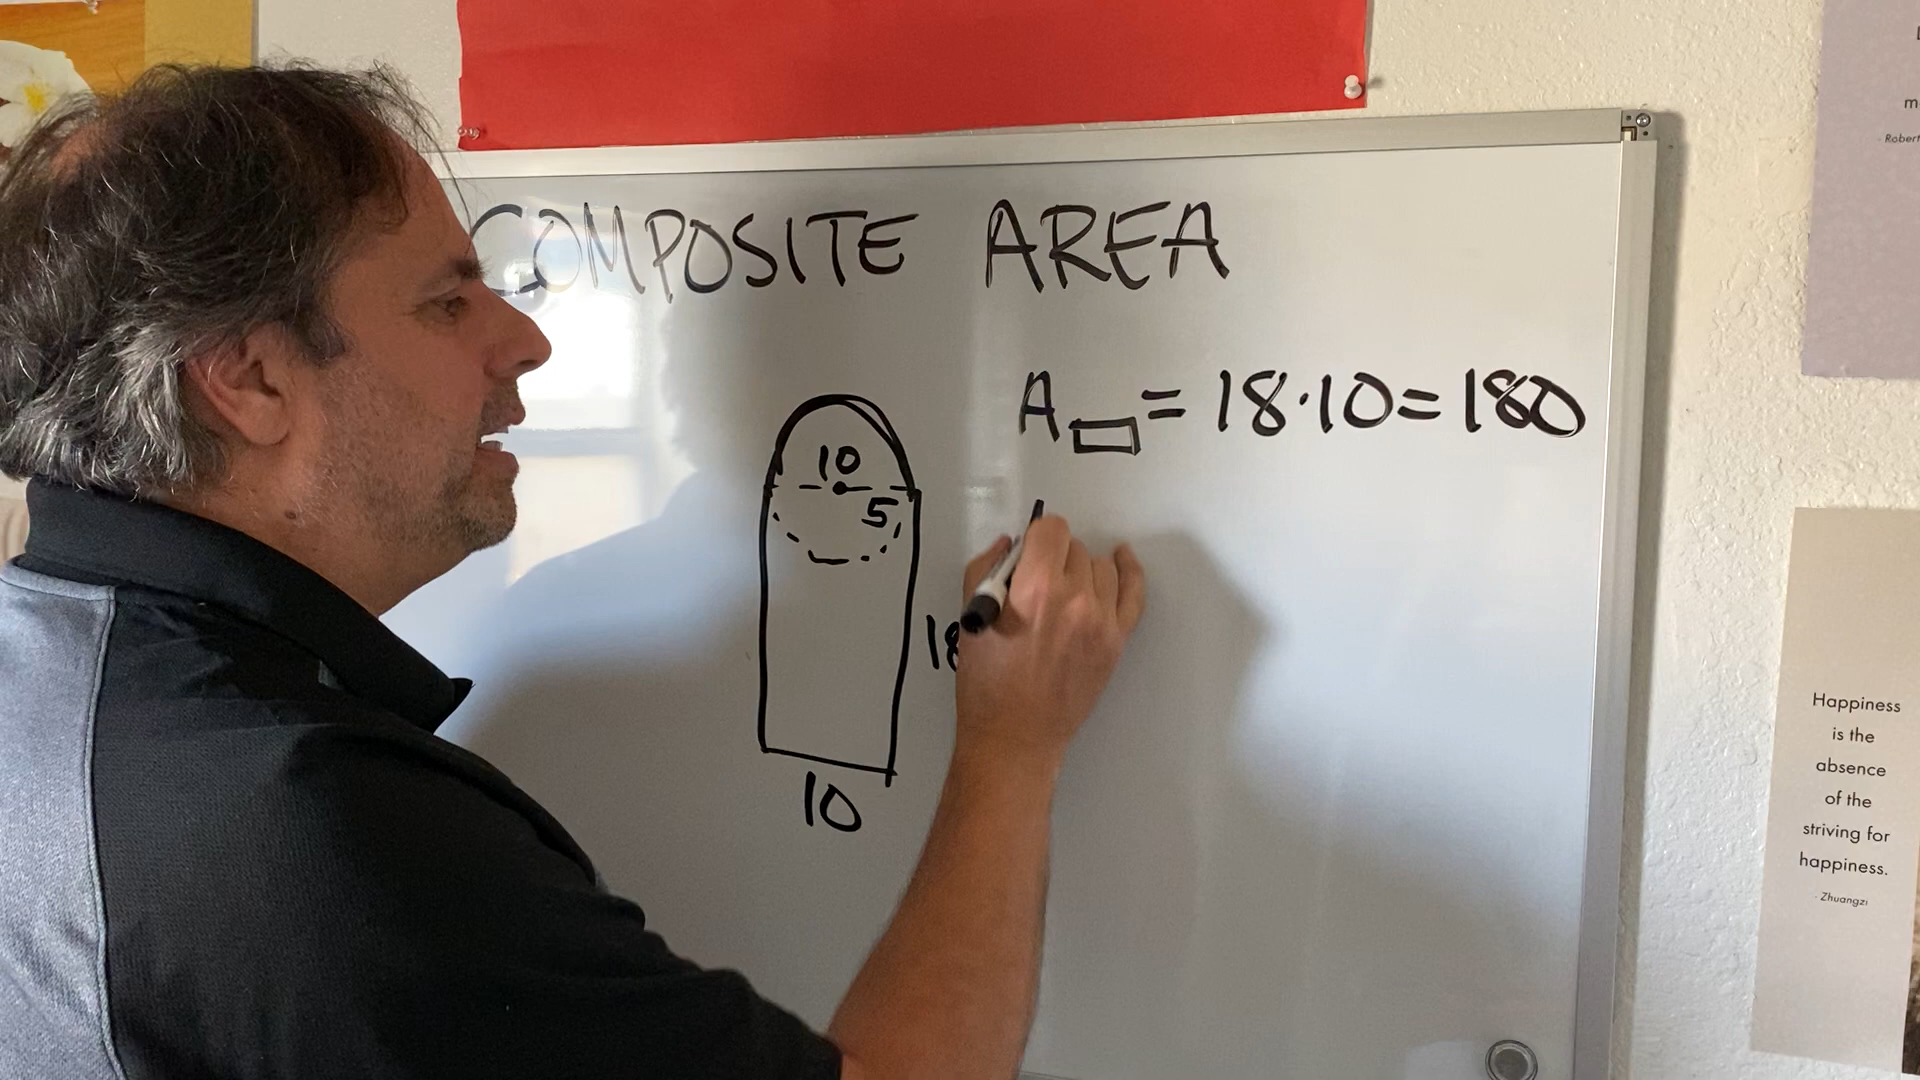 COMPOSITE AREA
A▭ = 18·10=180
10
5
18
10
m
- Robert
Happiness
is the
absence
of the
striving for
happiness.
- Zhuangzi